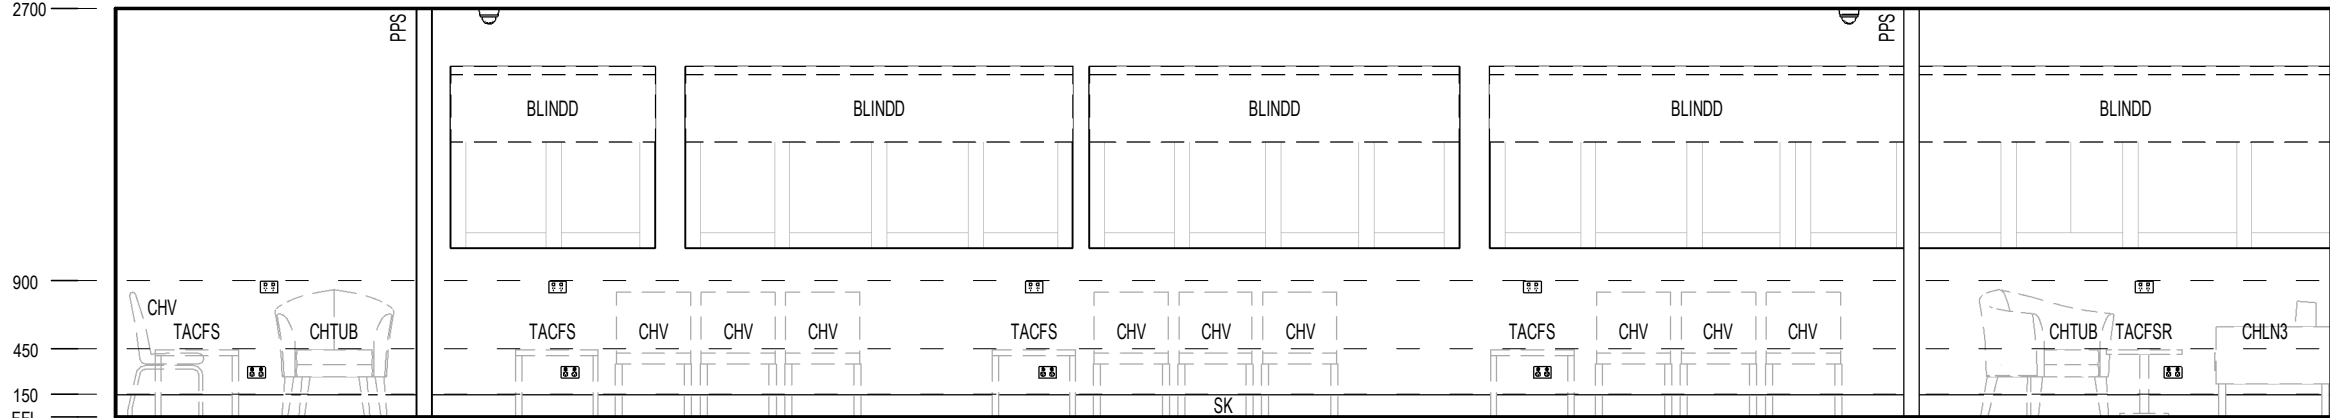 2700
PPS
PPS
BLINDD
BLINDD
BLINDD
BLINDD
BLINDD
900
CHV
TACFS
CHTUB
TACFS
CHV
CHV
CHV
TACFS
CHV
CHV
CHV
TACFS
CHV
CHV
CHV
CHTUB
TACFSR
CHLN3
450
150
SK
FFL